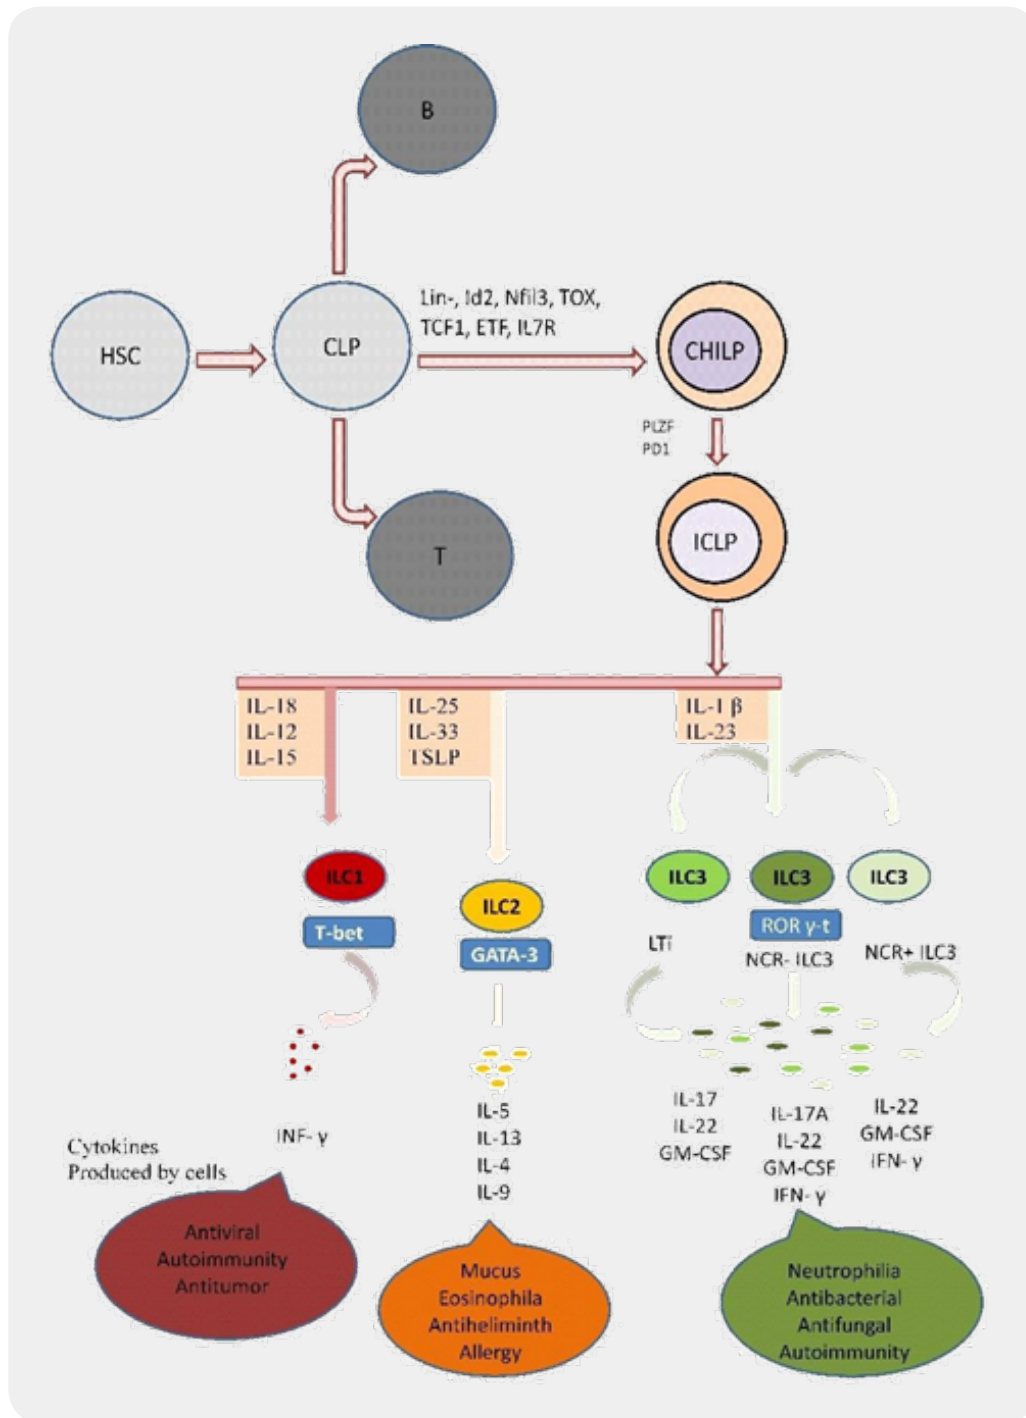 B
HSC
CLP
Lin-, Id2, Nfil3, TOX,
TCF1, ETF, IL7R
CHILP
PLZF
PD1
T
ICLP
IL-18
IL-12
IL-15
IL-25
IL-33
TSLP
IL-1 β
IL-23
ILC1
T-bet
ILC2
GATA-3
ILC3
ILC3
ILC3
ROR γ-t
LTi
NCR- ILC3
NCR+ ILC3
Cytokines
Produced by cells
INF- γ
IL-5
IL-13
IL-4
IL-9
IL-17
IL-22
GM-CSF
IL-17A
IL-22
GM-CSF
IFN- γ
IL-22
GM-CSF
IFN- γ
Antiviral
Autoimmunity
Antitumor
Mucus
Eosinophila
Antiheliminth
Allergy
Neutrophilia
Antibacterial
Antifungal
Autoimmunity